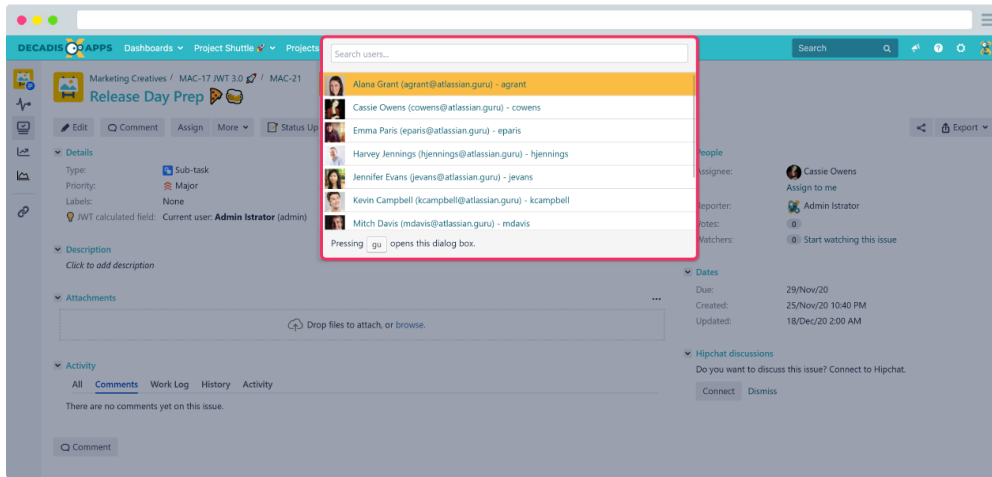 DECADIS APPS Dashboards Project Shuttle Projects
Search
Marketing Creatives / MAC-17 JWT 3.0 / MAC-21
Release Day Prep
Edit Comment Assign More Status Up
Export
Search users...
Alana Grant (agrant@atlassian.guru) - agrant
Cassie Owens (cowens@atlassian.guru) - cowens
Emma Paris (eparis@atlassian.guru) - eparis
Harvey Jennings (hjennings@atlassian.guru) - hjennings
Jennifer Evans (jevans@atlassian.guru) - jevans
Kevin Campbell (kcampbell@atlassian.guru) - kcampbell
Mitch Davis (mdavis@atlassian.guru) - mdavis
Pressing gu opens this dialog box.
Details
Type: Sub-task
Priority: Major
Labels: None
JWT calculated field: Current user: Admin Istrator (admin)
Description
Click to add description
Attachments
Drop files to attach, or browse.
Activity
All Comments Work Log History Activity
There are no comments yet on this issue.
Comment
People
Assignee: Cassie Owens
Assign to me
Reporter: Admin Istrator
Votes: 0
Watchers: 0 Start watching this issue
Dates
Due: 29/Nov/20
Created: 25/Nov/20 10:40 PM
Updated: 18/Dec/20 2:00 AM
Hipchat discussions
Do you want to discuss this issue? Connect to Hipchat.
Connect Dismiss